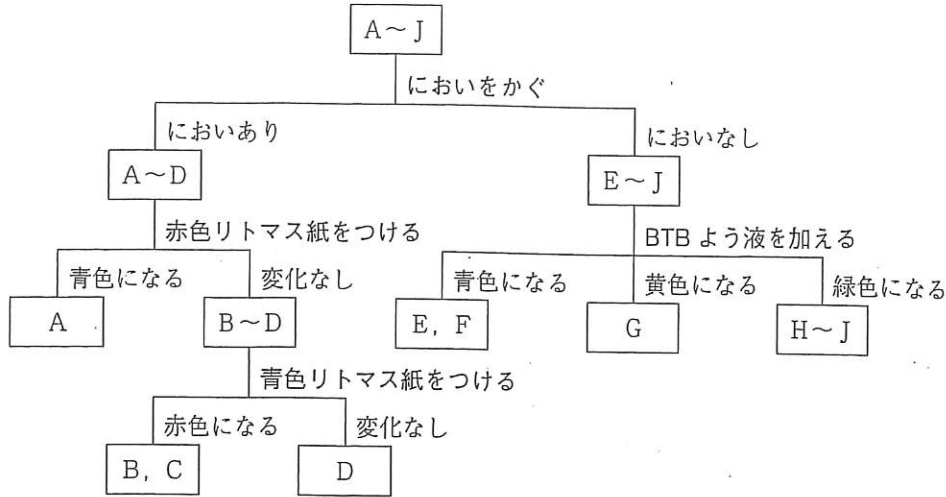 A～J
においをかぐ
においあり
においなし
A～D
E～J
赤色リトマス紙をつける
BTB よう液を加える
青色になる
変化なし
青色になる
黄色になる
緑色になる
A
B～D
E, F
G
H～J
青色リトマス紙をつける
赤色になる
変化なし
B, C
D